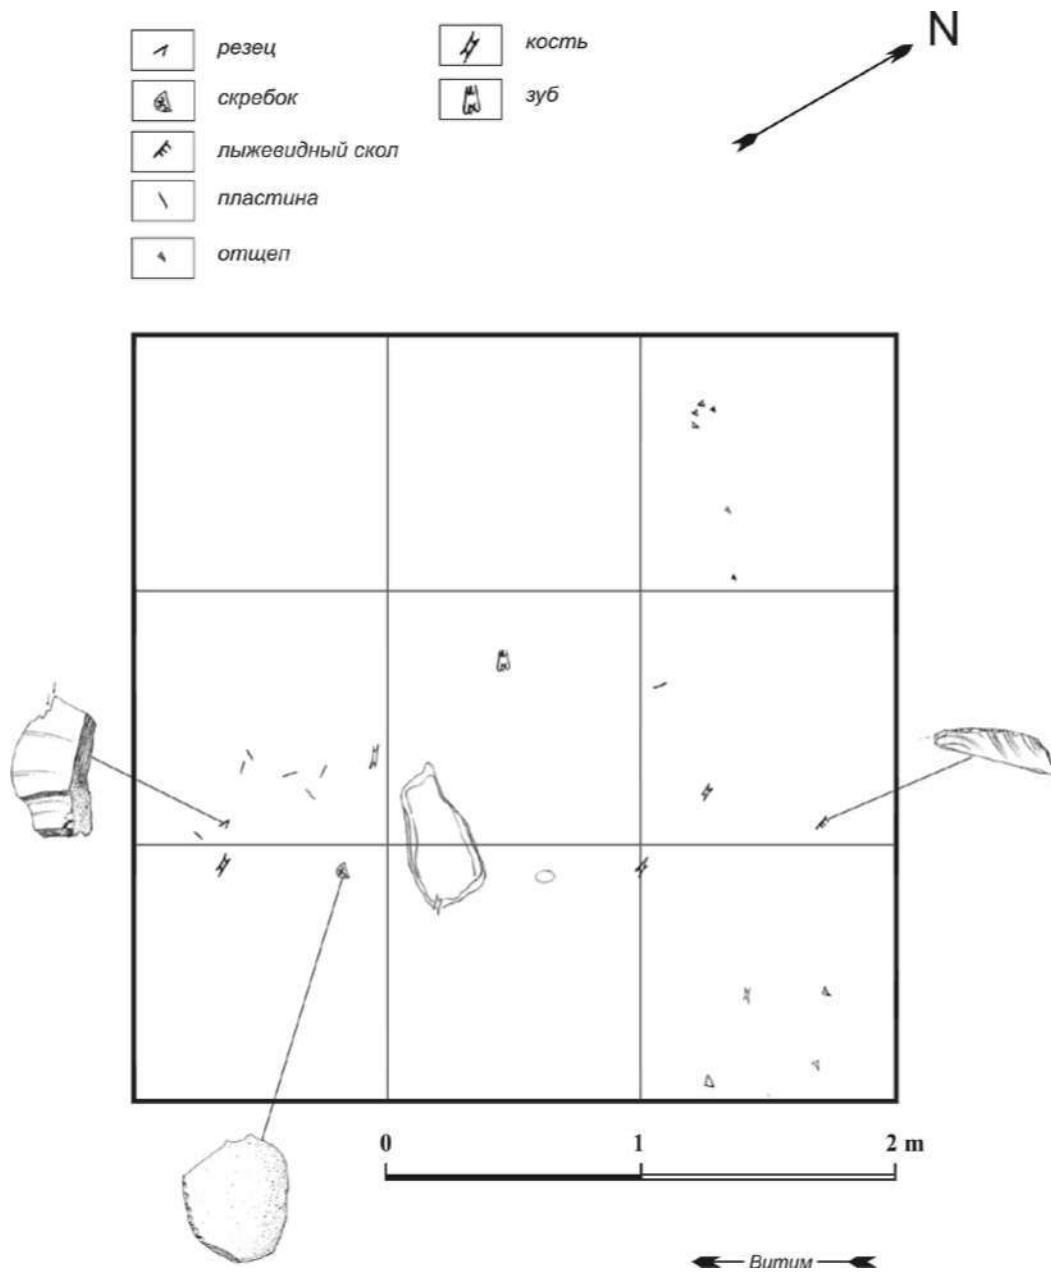 N
резец
скребок
лыжевидный скол
пластина
отщеп
кость
зуб
0 1 2 m
Витим